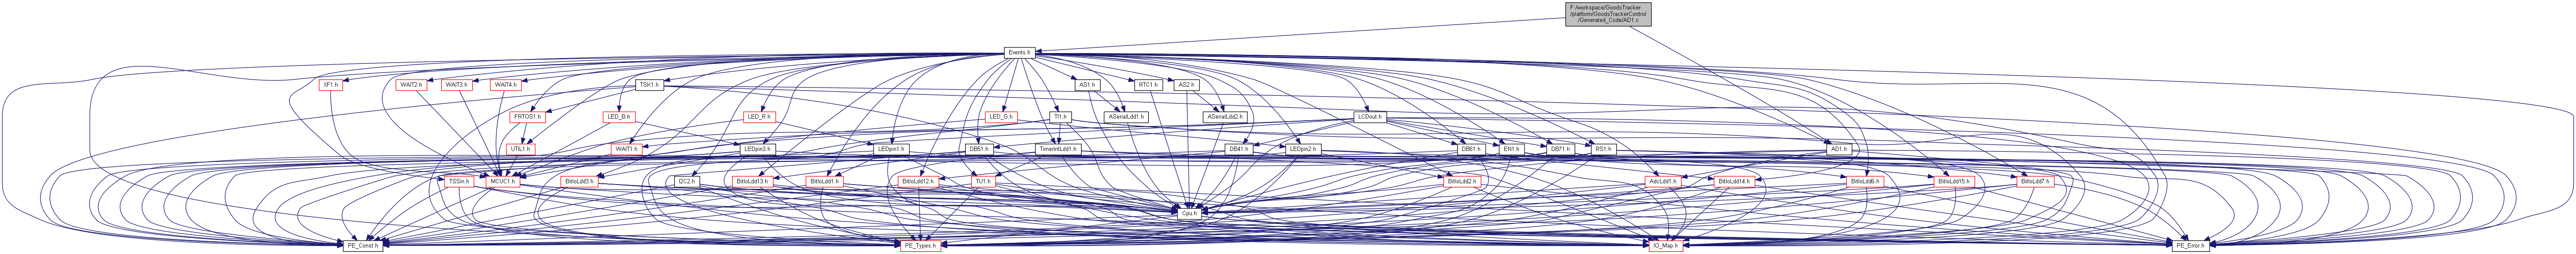 F:/workspace/GoodsTracker
/platform/GoodsTrackerControl
/Generated_Code/AD1.c
Events.h
XF1.h
WAIT2.h
WAIT3.h
WAIT4.h
TSK1.h
AS1.h
RTC1.h
AS2.h
FRTOS1.h
LED_B.h
LED_R.h
LED_G.h
TI1.h
ASerialLdd1.h
ASerialLdd2.h
LCDout.h
UTIL1.h
WAIT1.h
LEDpin3.h
LEDpin1.h
DB51.h
TimerIntLdd1.h
DB41.h
LEDpin2.h
DB61.h
EN1.h
DB71.h
RS1.h
AD1.h
TSSin.h
MCUC1.h
BitIoLdd3.h
I2C2.h
BitIoLdd13.h
BitIoLdd1.h
BitIoLdd12.h
TU1.h
BitIoLdd2.h
AdcLdd1.h
BitIoLdd14.h
BitIoLdd6.h
BitIoLdd15.h
BitIoLdd7.h
Cpu.h
PE_Const.h
PE_Types.h
IO_Map.h
PE_Error.h